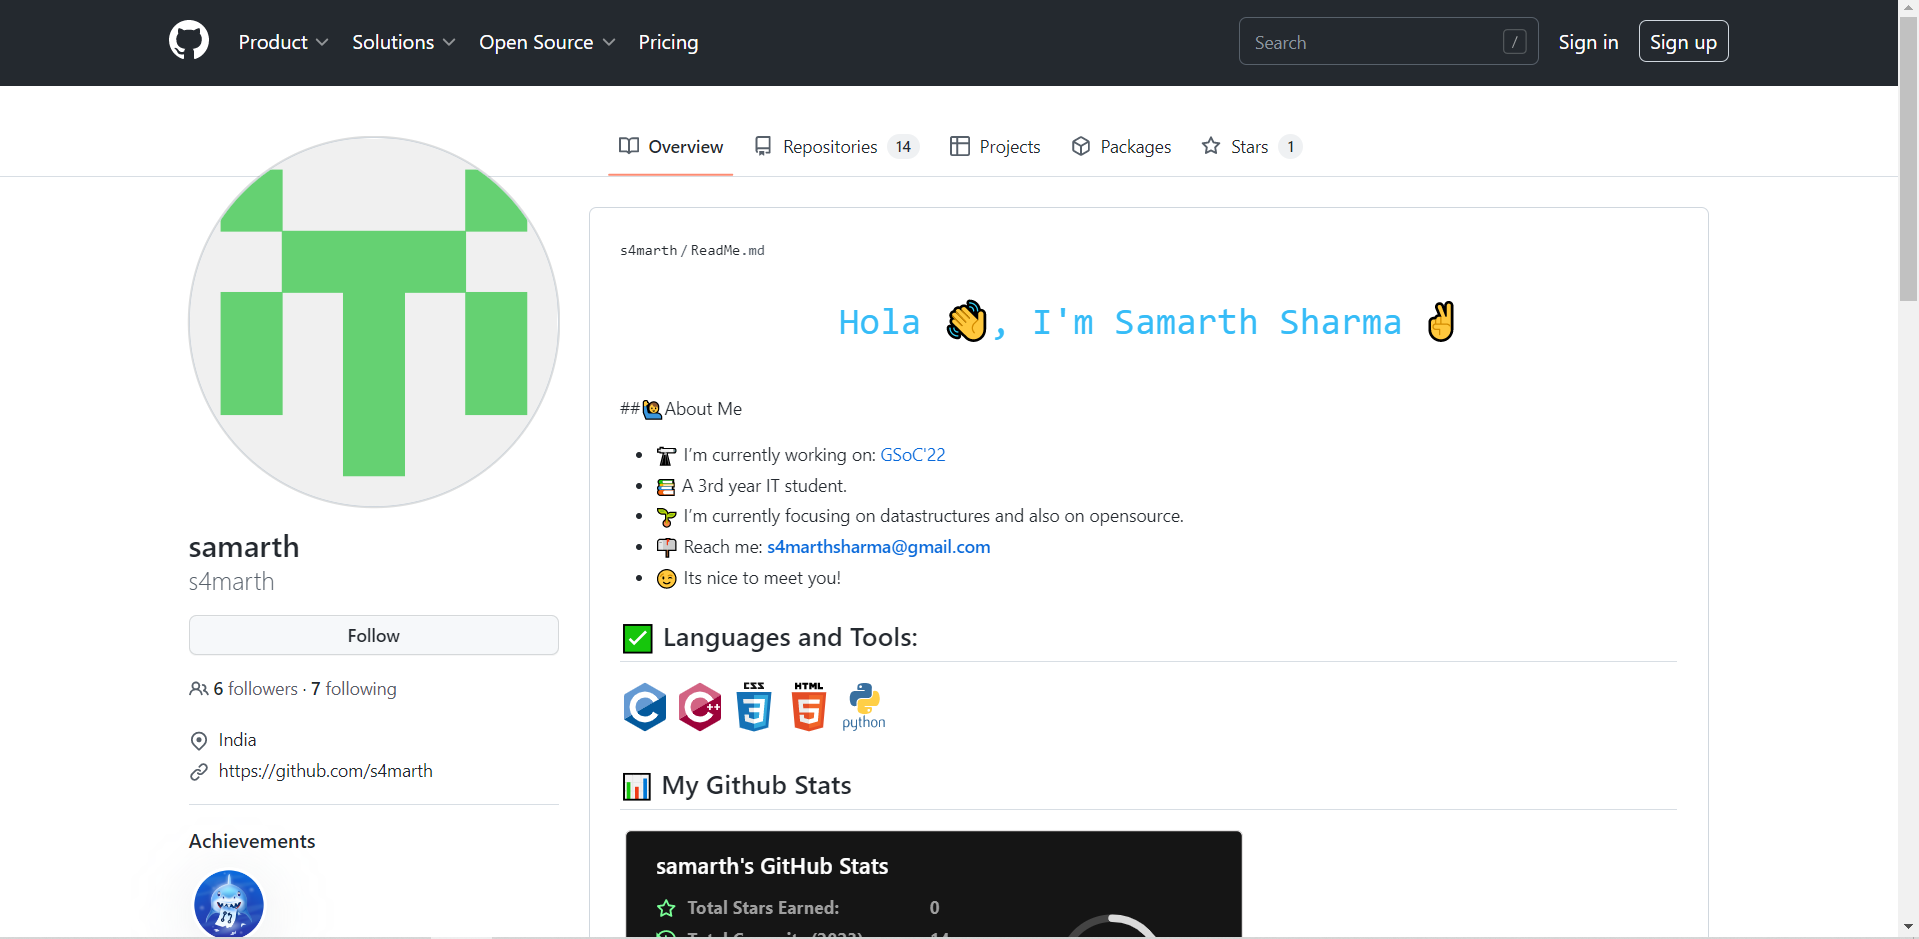 Product Solutions Open Source Pricing Search / Sign in Sign up
Overview Repositories 14 Projects Packages Stars 1
s4marth / ReadMe.md
Hola 👋, I'm Samarth Sharma ✌
##🙋About Me
I'm currently working on: GSoC'22
A 3rd year IT student.
I'm currently focusing on datastructures and also on opensource.
Reach me: s4marthsharma@gmail.com
Its nice to meet you!
Languages and Tools:
C C++ CSS 3 HTML 5 python
My Github Stats
samarth's GitHub Stats
Total Stars Earned: 0
samarth
s4marth
Follow
6 followers · 7 following
India
https://github.com/s4marth
Achievements